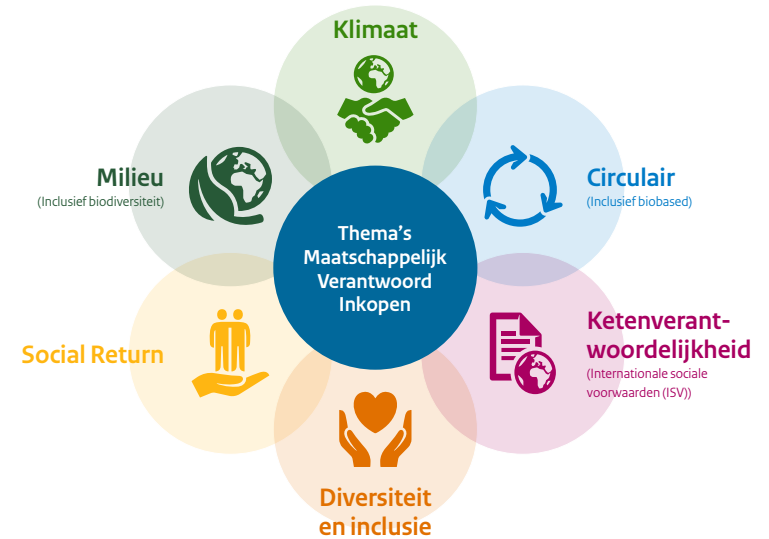 Klimaat
Milieu
(Inclusief biodiversiteit)
Circulair
(Inclusief biobased)
Thema’s
Maatschappelijk
Verantwoord
Inkopen
Social Return
Ketenverant-
woordelijkheid
(Internationale sociale
voorwaarden (ISV))
Diversiteit
en inclusie